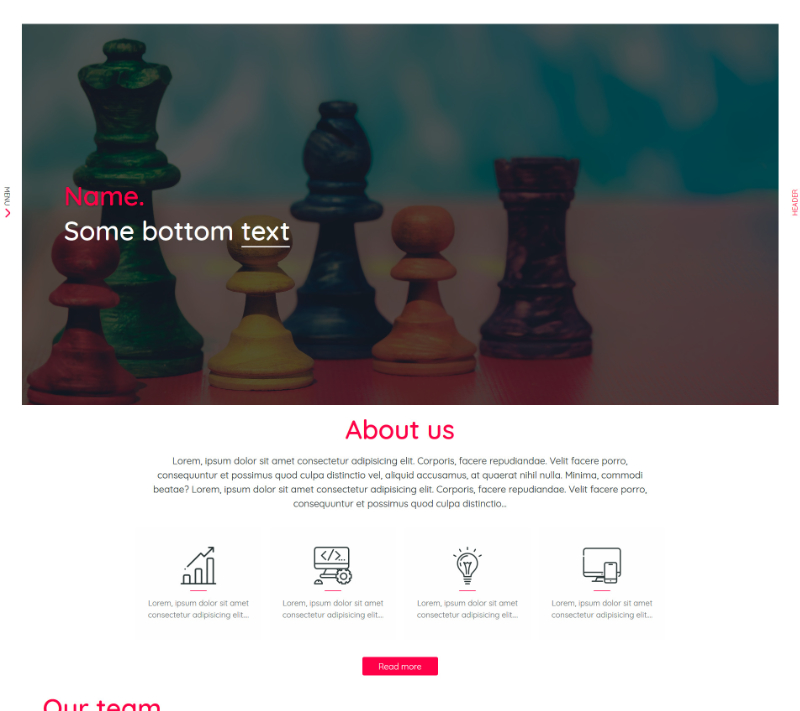 MENU
HEADER
Name.
Some bottom text
About us
Lorem, ipsum dolor sit amet consectetur adipisicing elit. Corporis, facere repudiandae. Velit facere porro,
consequuntur et possimus quod culpa distinctio vel, aliquid accusamus, at quaerat nihil nulla. Minima, commodi
beatae? Lorem, ipsum dolor sit amet consectetur adipisicing elit. Corporis, facere repudiandae. Velit facere porro,
consequuntur et possimus quod culpa distinctio...
</>...
Lorem, ipsum dolor sit amet
consectetur adipisicing elit...
Lorem, ipsum dolor sit amet
consectetur adipisicing elit...
Lorem, ipsum dolor sit amet
consectetur adipisicing elit...
Lorem, ipsum dolor sit amet
consectetur adipisicing elit...
Read more
Our team